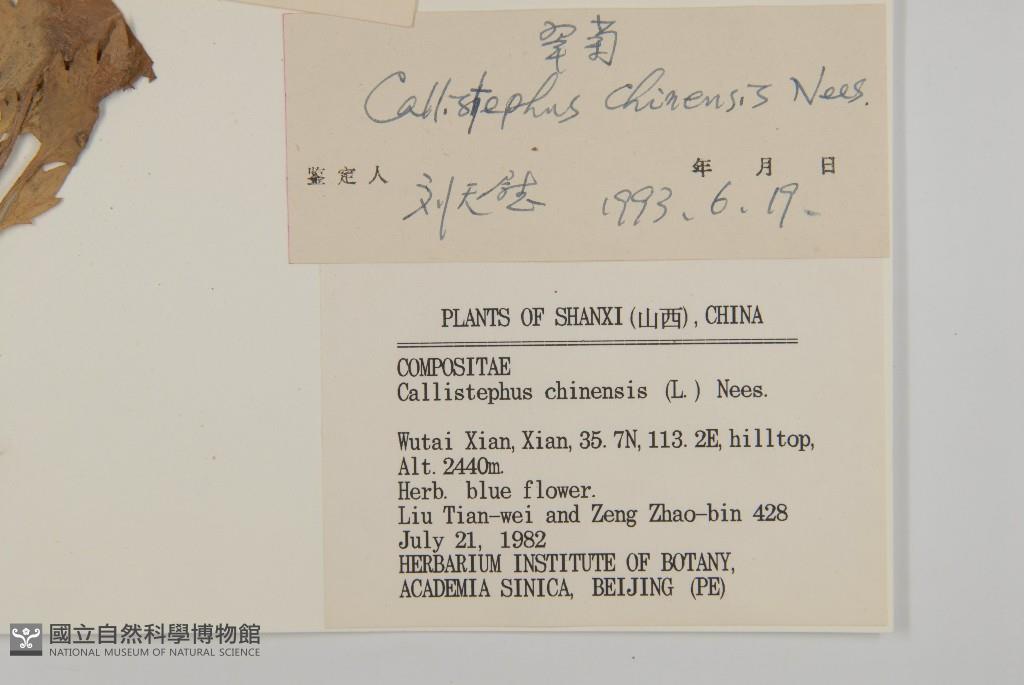 翠菊
Callistephus chinensis Nees.
年 月 日
鉴定人 刘天慰 1993. 6. 19.
PLANTS OF SHANXI (山西), CHINA
COMPOSITAE
Callistephus chinensis (L.) Nees.
Wutai Xian, Xian, 35.7N, 113.2E, hilltop,
Alt. 2440m.
Herb. blue flower.
Liu Tian-wei and Zeng Zhao-bin 428
July 21, 1982
HERBARIUM INSTITUTE OF BOTANY,
ACADEMIA SINICA, BEIJING (PE)
國立自然科學博物館
NATIONAL MUSEUM OF NATURAL SCIENCE